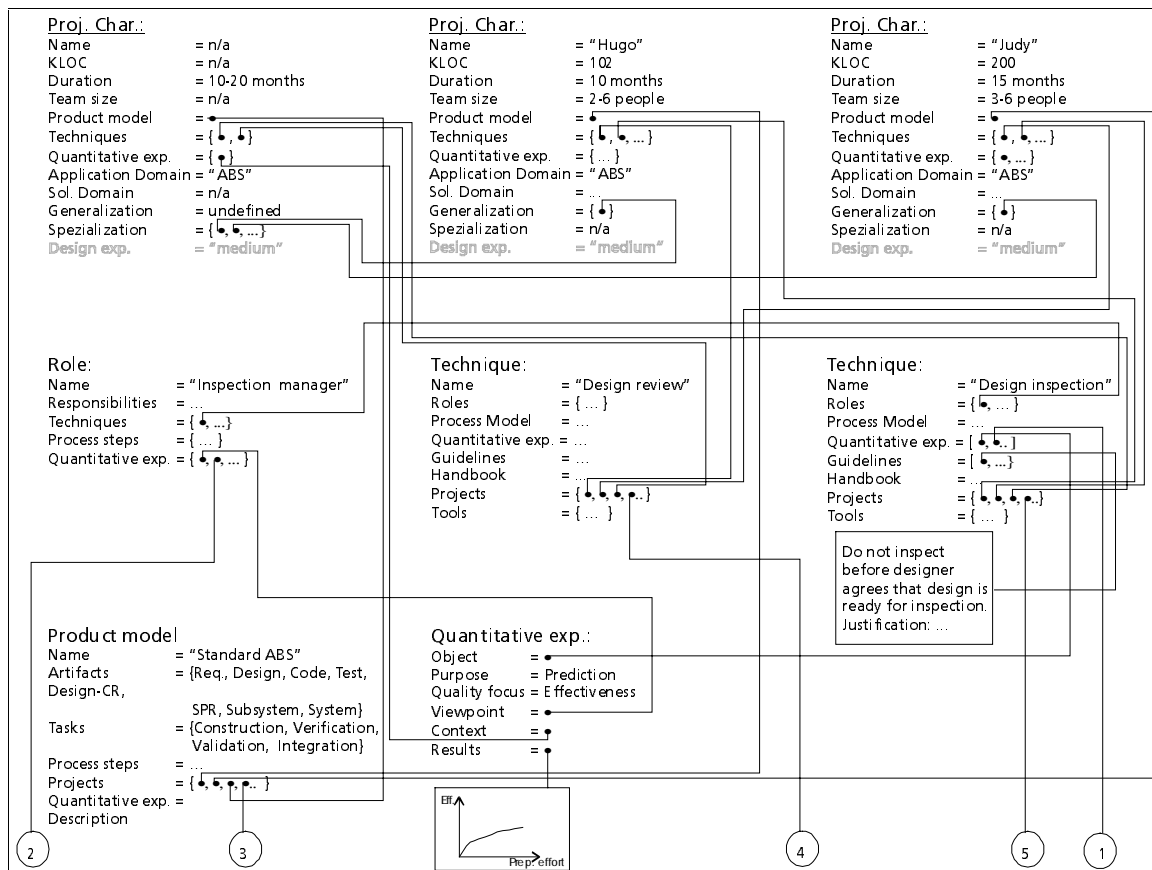 Proj. Char.:
Name = n/a
KLOC = n/a
Duration = 10-20 months
Team size = n/a
Product model =
Techniques = { , }
Quantitative exp. = { }
Application Domain = “ABS”
Sol. Domain = n/a
Generalization = undefined
Spezialization = { , , ...}
Design exp. = “medium”
Proj. Char.:
Name = “Hugo”
KLOC = 102
Duration = 10 months
Team size = 2-6 people
Product model =
Techniques = { , , ... }
Quantitative exp. = { ... }
Application Domain = “ABS”
Sol. Domain = ...
Generalization = { }
Spezialization = n/a
Design exp. = “medium”
Proj. Char.:
Name = “Judy”
KLOC = 200
Duration = 15 months
Team size = 3-6 people
Product model =
Techniques = { , , ... }
Quantitative exp. = { , ... }
Application Domain = “ABS”
Sol. Domain = ...
Generalization = { }
Spezialization = n/a
Design exp. = “medium”
Role:
Name = “Inspection manager”
Responsibilities = ...
Techniques = { , ...}
Process steps = { ... }
Quantitative exp. = { , , ... }
Technique:
Name = “Design review”
Roles = { ... }
Process Model = ...
Quantitative exp. = ...
Guidelines = ...
Handbook = ...
Projects = { , , , .. }
Tools = { ... }
Technique:
Name = “Design inspection”
Roles = { , ... }
Process Model = ...
Quantitative exp. = [ , .. ]
Guidelines = [ , ...}
Handbook = ...
Projects = { , , , ..}
Tools = { ... }
Do not inspect
before designer
agrees that design is
ready for inspection.
Justification: ...
Product model
Name = “Standard ABS”
Artifacts = {Req., Design, Code, Test,
Design-CR,
SPR, Subsystem, System}
Tasks = {Construction, Verification,
Validation, Integration}
Process steps = ...
Projects = { , , , .. }
Quantitative exp. =
Description
Quantitative exp.:
Object =
Purpose = Prediction
Quality focus = Effectiveness
Viewpoint =
Context =
Results =
Eff.
Prep. effort
2
3
4
5
1